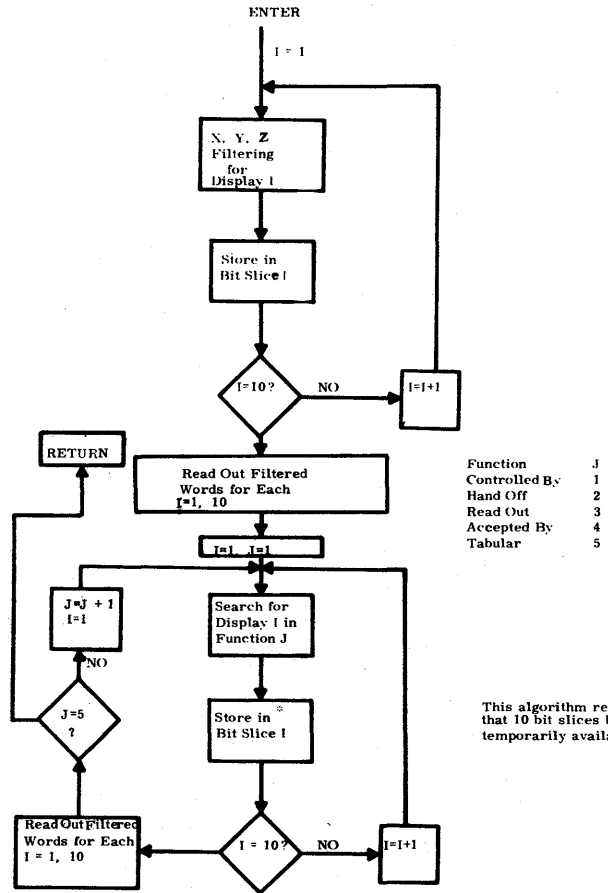 ENTER
I = 1
X, Y, Z
Filtering
for
Display I
Store in
Bit Slice I
I=10?
NO
I=I+1
RETURN
Read Out Filtered
Words for Each
I=1, 10
I=1, J=1
Function J
Controlled By 1
Hand Off 2
Read Out 3
Accepted By 4
Tabular 5
J=J + 1
I=1
Search for
Display I in
Function J
NO
J=5
?
Store in *
Bit Slice I
This algorithm
that 10 bit slices
temporarily
Read Out Filtered
Words for Each
I = 1, 10
I = 10?
NO
I=I+1